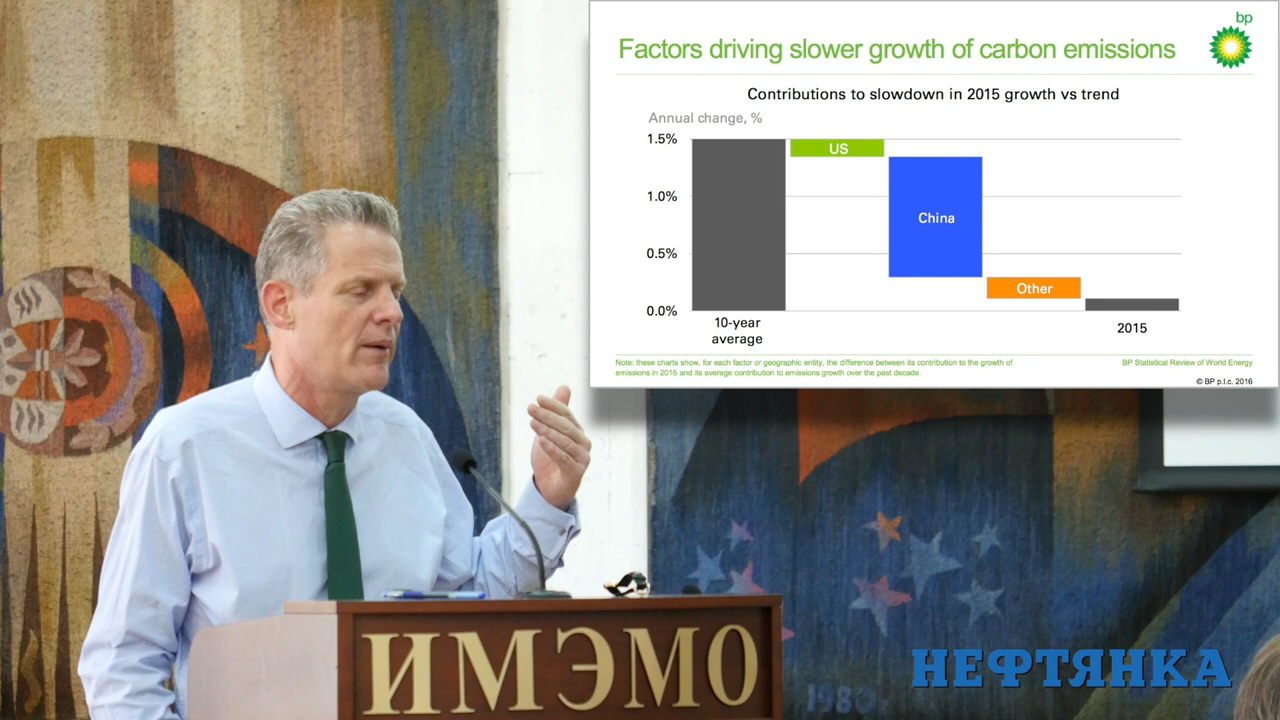 bp
Factors driving slower growth of carbon emissions
Contributions to slowdown in 2015 growth vs trend
Annual change, %
1.5%
US
1.0%
China
0.5%
Other
0.0%
10-year
average
2015
Note: these charts show, for each factor or geographic entity, the difference between its contribution to the growth of
emissions in 2015 and its average contribution to emissions growth over the past decade.
BP Statistical Review of World Energy
© BP p.l.c. 2016
ИМЭМО
НЕФТЯНКА
1980